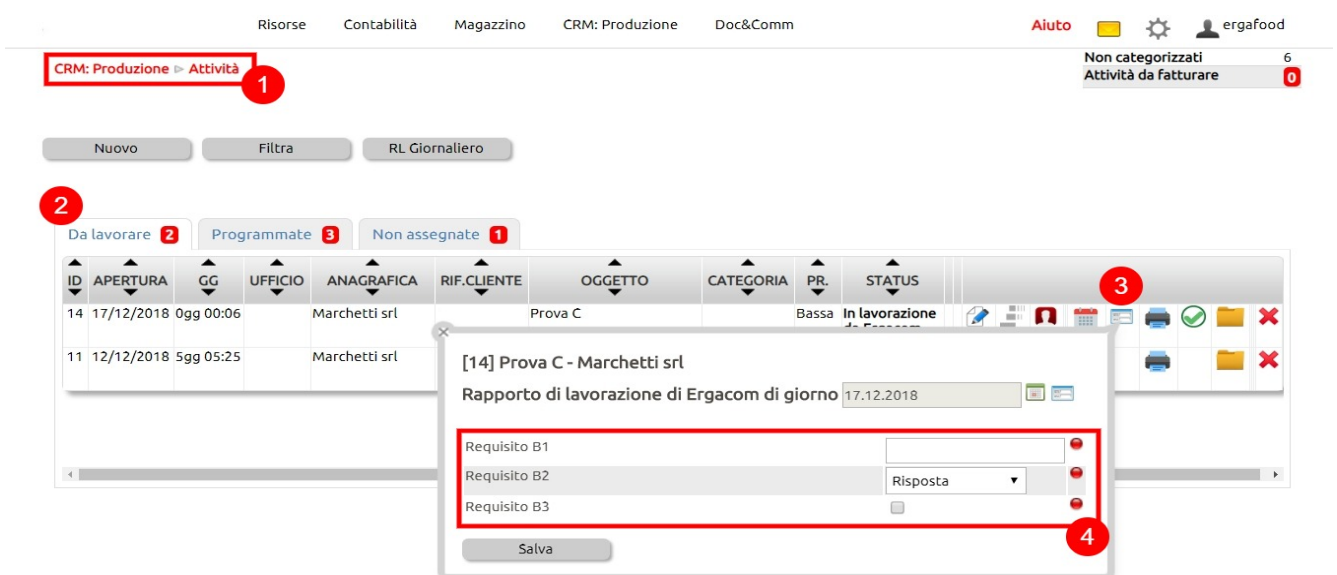 Risorse Contabilità Magazzino CRM: Produzione Doc&Comm Aiuto ergafood
CRM: Produzione ▷ Attività
1
Non categorizzati 6
Attività da fatturare 0
Nuovo Filtra RL Giornaliero
2
Da lavorare 2 Programmate 3 Non assegnate 1
ID APERTURA GG UFFICIO ANAGRAFICA RIF.CLIENTE OGGETTO CATEGORIA PR. STATUS
3
14 17/12/2018 0gg 00:06 Marchetti srl Prova C Bassa In lavorazione
da Ergacom
11 12/12/2018 5gg 05:25 Marchetti srl
[14] Prova C - Marchetti srl
Rapporto di lavorazione di Ergacom di giorno 17.12.2018
Requisito B1
Requisito B2 Risposta
Requisito B3
4
Salva